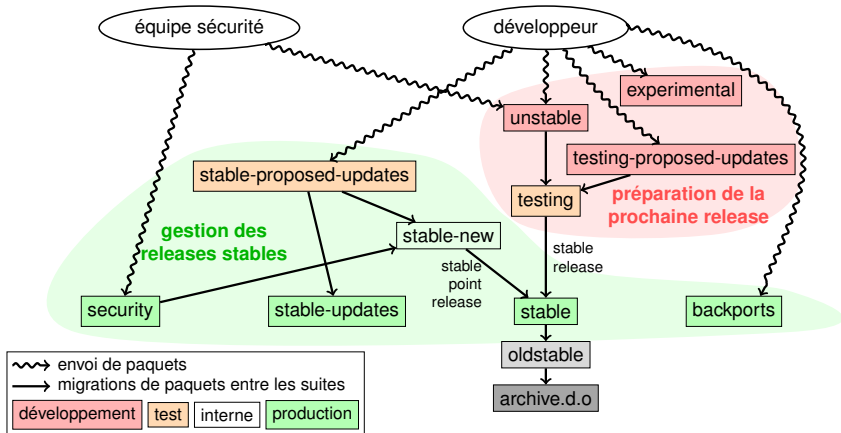 équipe sécurité
développeur
experimental
unstable
testing-proposed-updates
stable-proposed-updates
testing
préparation de la
prochaine release
gestion des
releases stables
stable-new
stable
release
stable
point
release
security
stable-updates
stable
backports
oldstable
envoi de paquets
migrations de paquets entre les suites
archive.d.o
développement
test
interne
production